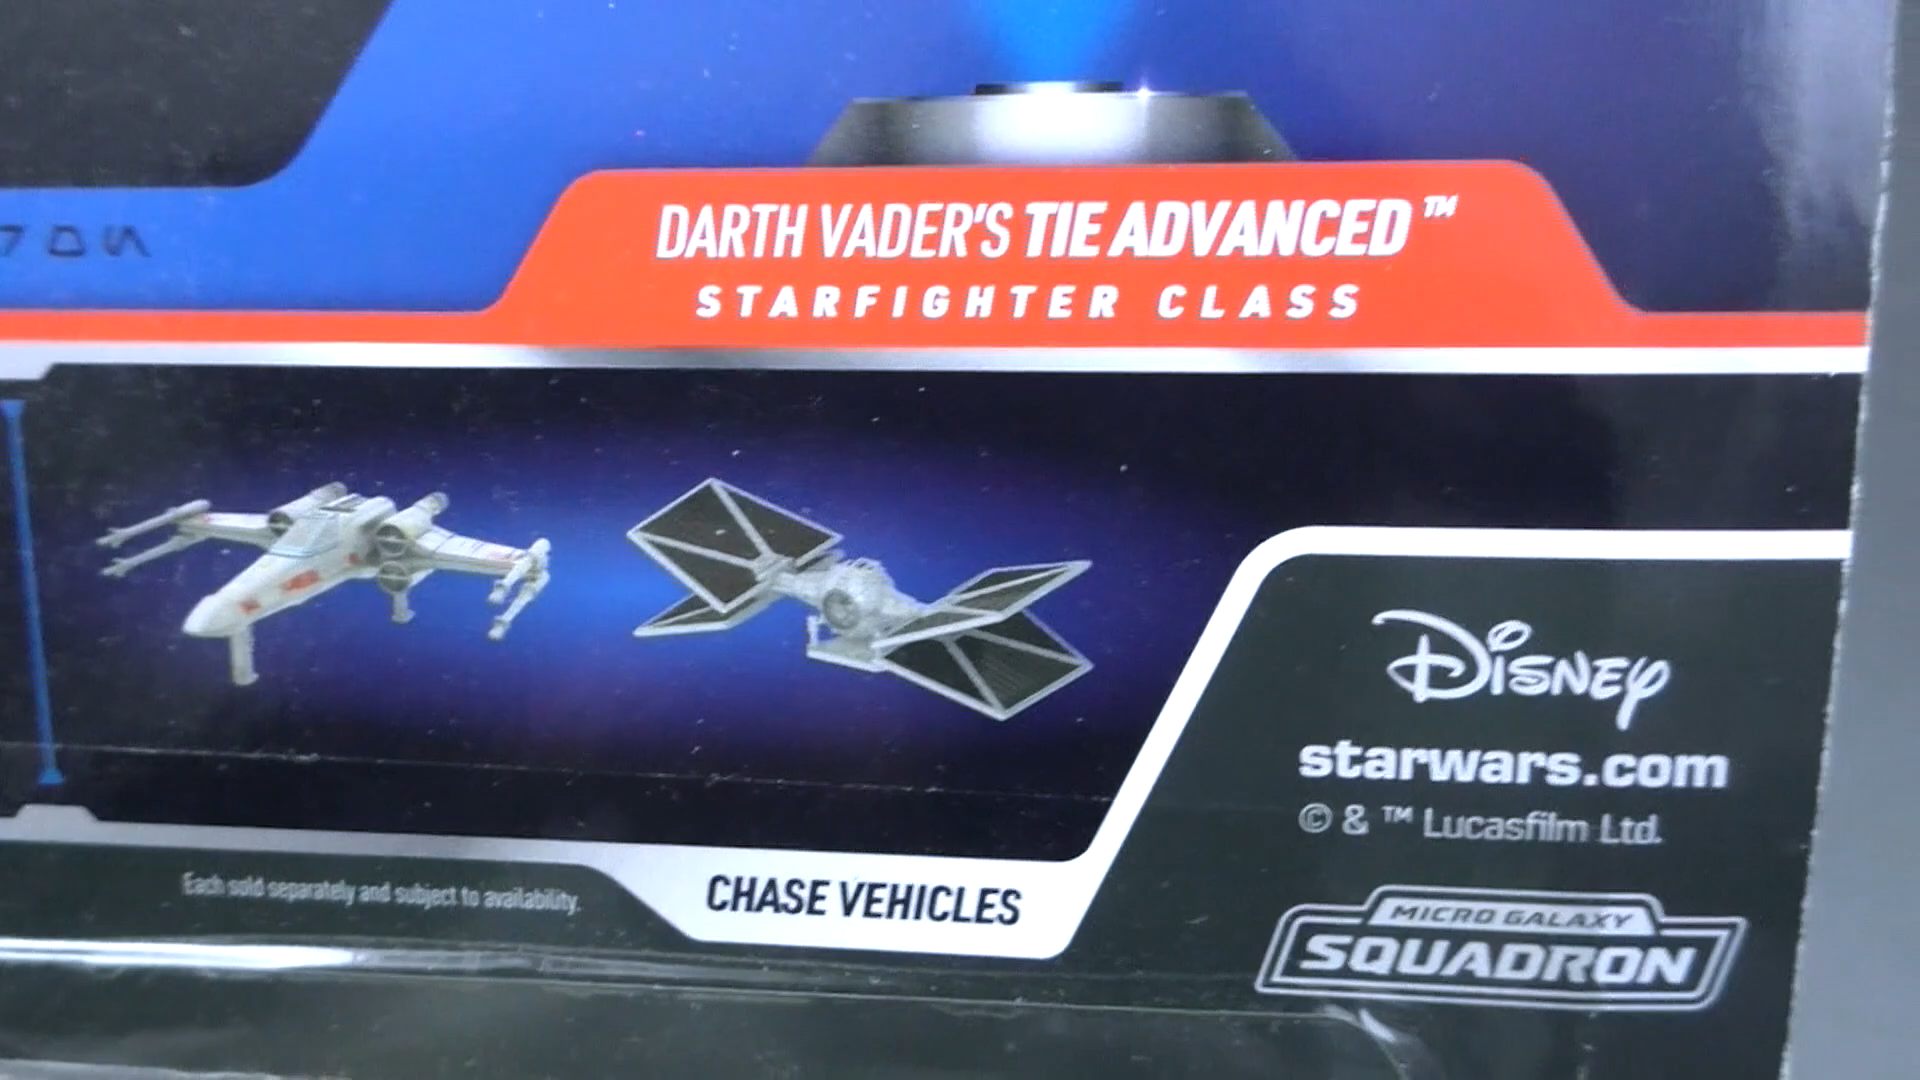 DARTH VADER'S TIE ADVANCED™
STARFIGHTER CLASS
Disney
starwars.com
© & ™ Lucasfilm Ltd.
Each sold separately and subject to availability.
CHASE VEHICLES
MICRO GALAXY
SQUADRON